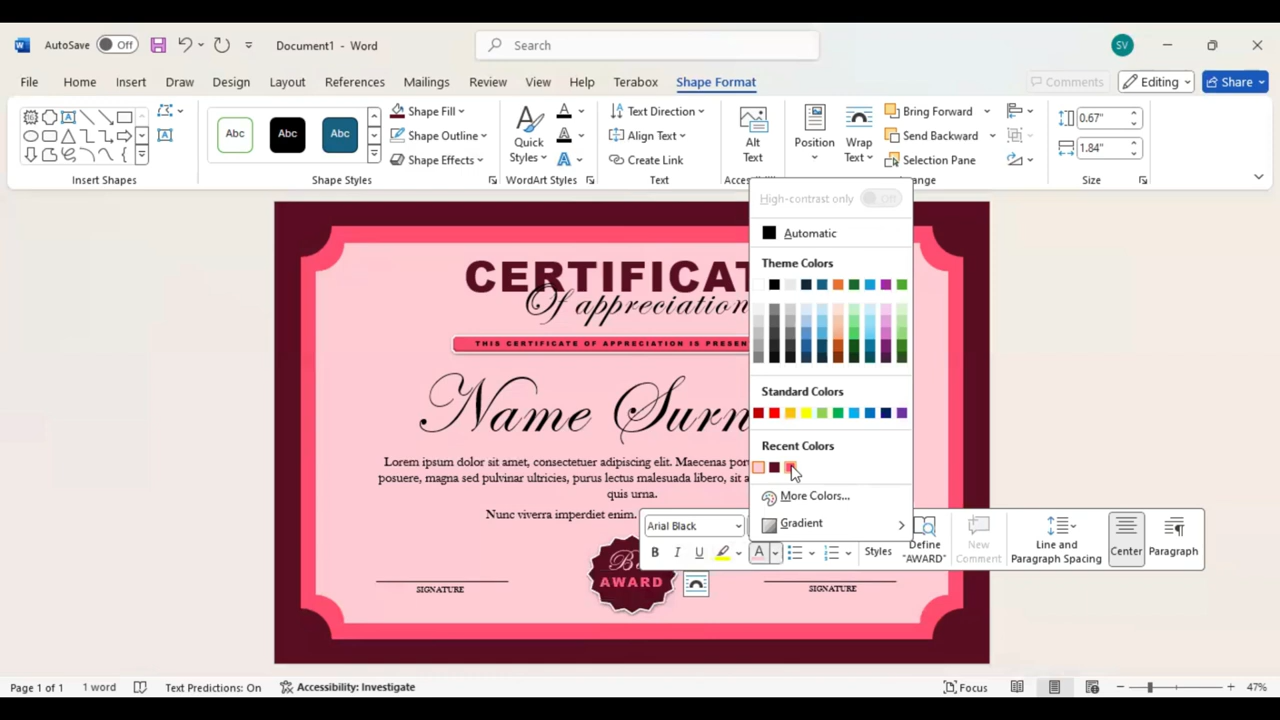 AutoSave Off Document1 - Word Search SV
File Home Insert Draw Design Layout References Mailings Review View Help Terabox Shape Format Comments Editing Share
Shape Fill
Shape Outline
Shape Effects
Abc Abc Abc
Quick Styles
Text Direction
Align Text
Create Link
Alt Text
Position
Wrap Text
Bring Forward
Send Backward
Selection Pane
0.67"
1.84"
Insert Shapes Shape Styles WordArt Styles Text Size
High-contrast only Off
Automatic
Theme Colors
Standard Colors
Recent Colors
More Colors...
Gradient
Of appreciation
THIS CERTIFICATE OF APPRECIATION IS
Name
Lorem ipsum dolor sit amet, consectetuer adipiscing elit. Maecenas
posuere, magna sed pulvinar ultricies, purus lectus malesuada libero, sit
quis urna.
Nunc viverra imperdiet enim.
Arial Black
B I U A
Styles
Define "AWARD"
New Comment
Line and Paragraph Spacing
Center
Paragraph
AWARD
SIGNATURE SIGNATURE
Page 1 of 1 1 word Text Predictions: On Accessibility: Investigate Focus 47%